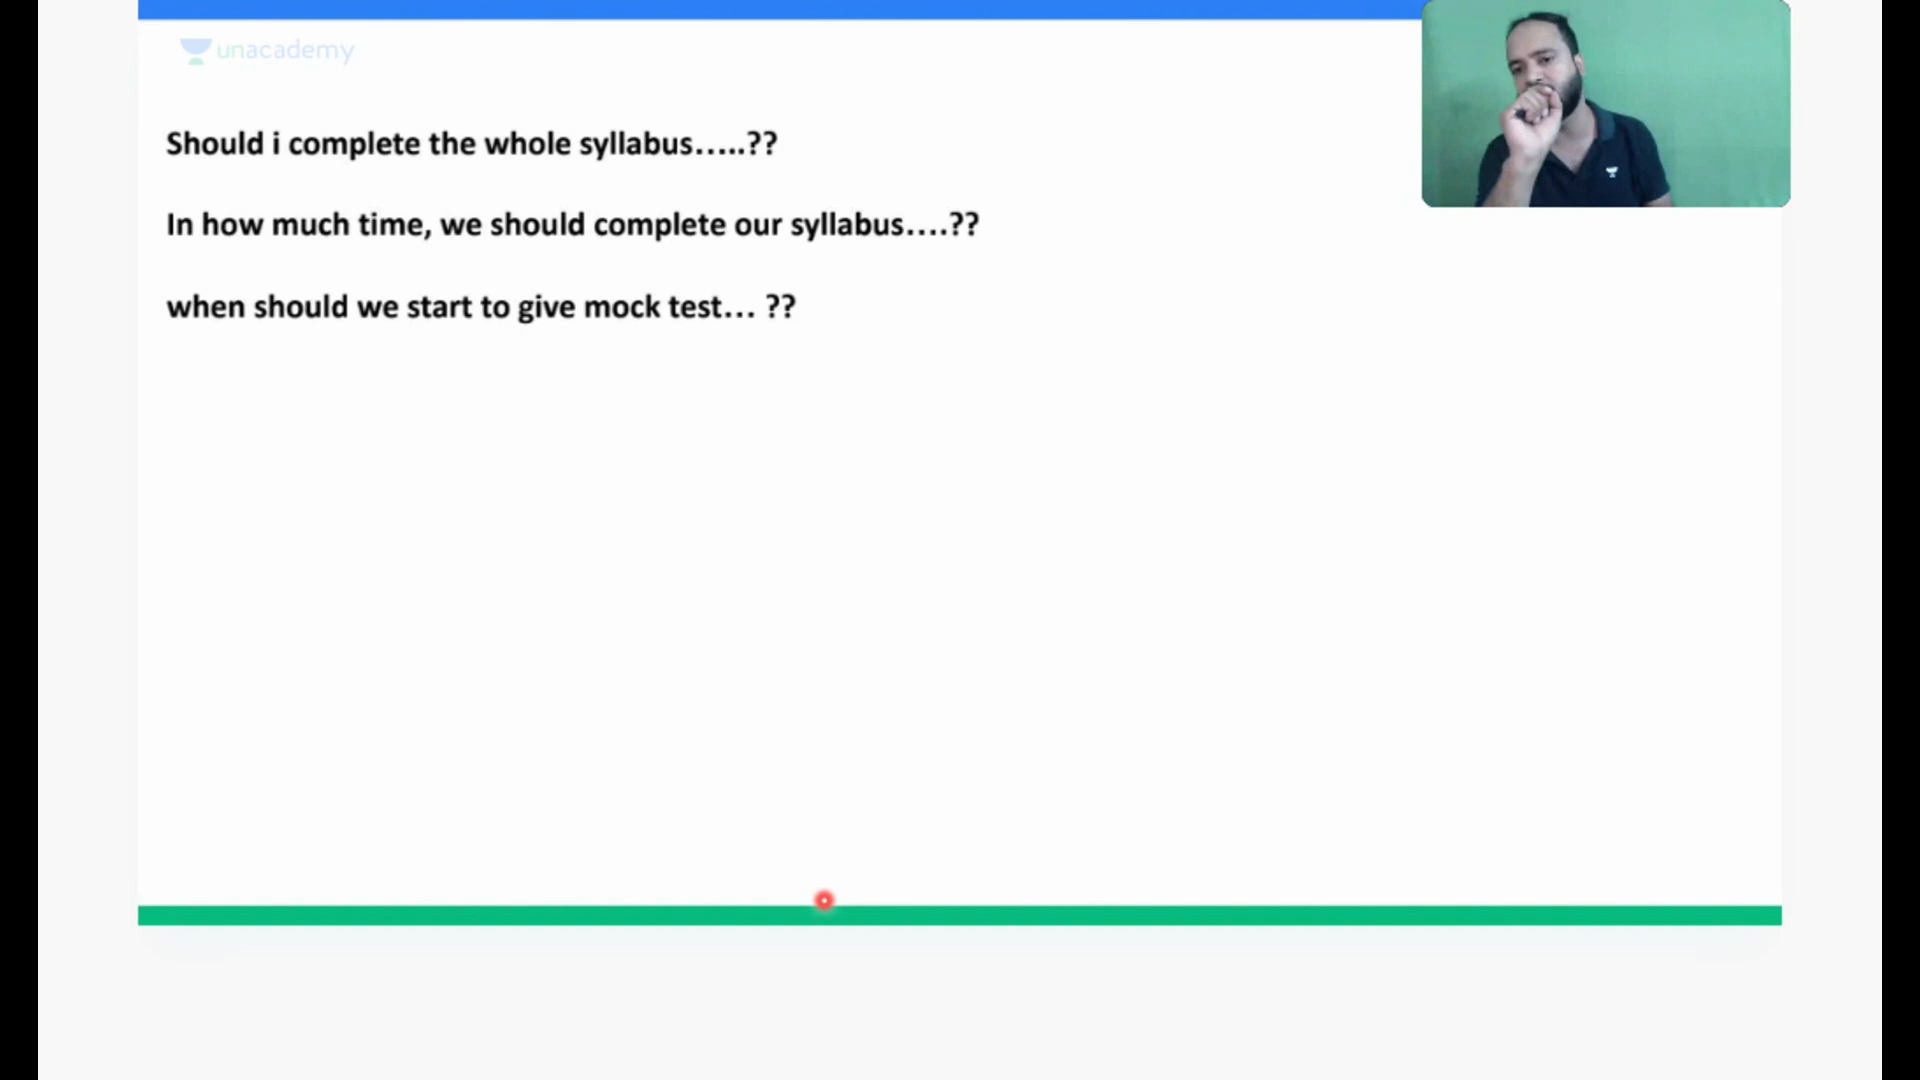 unacademy
Should i complete the whole syllabus…..??
In how much time, we should complete our syllabus….??
when should we start to give mock test… ??